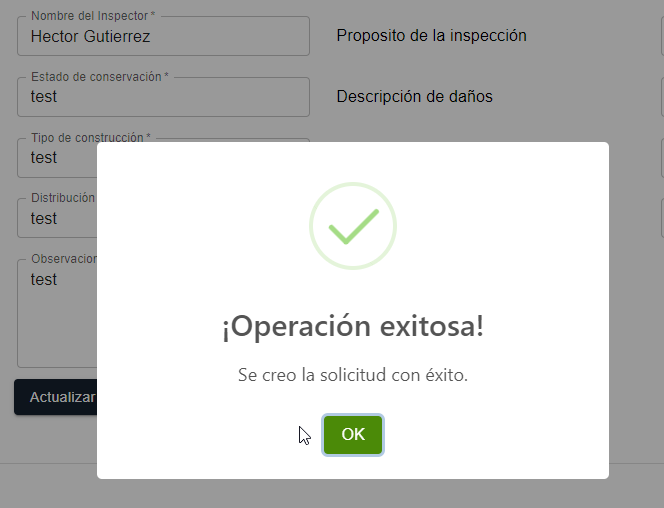 Nombre del Inspector *
Hector Gutierrez
Proposito de la inspección
Estado de conservación *
test
Descripción de daños
Tipo de construcción *
test
Distribución
test
Observacion
test
¡Operación exitosa!
Se creo la solicitud con éxito.
OK
Actualizar